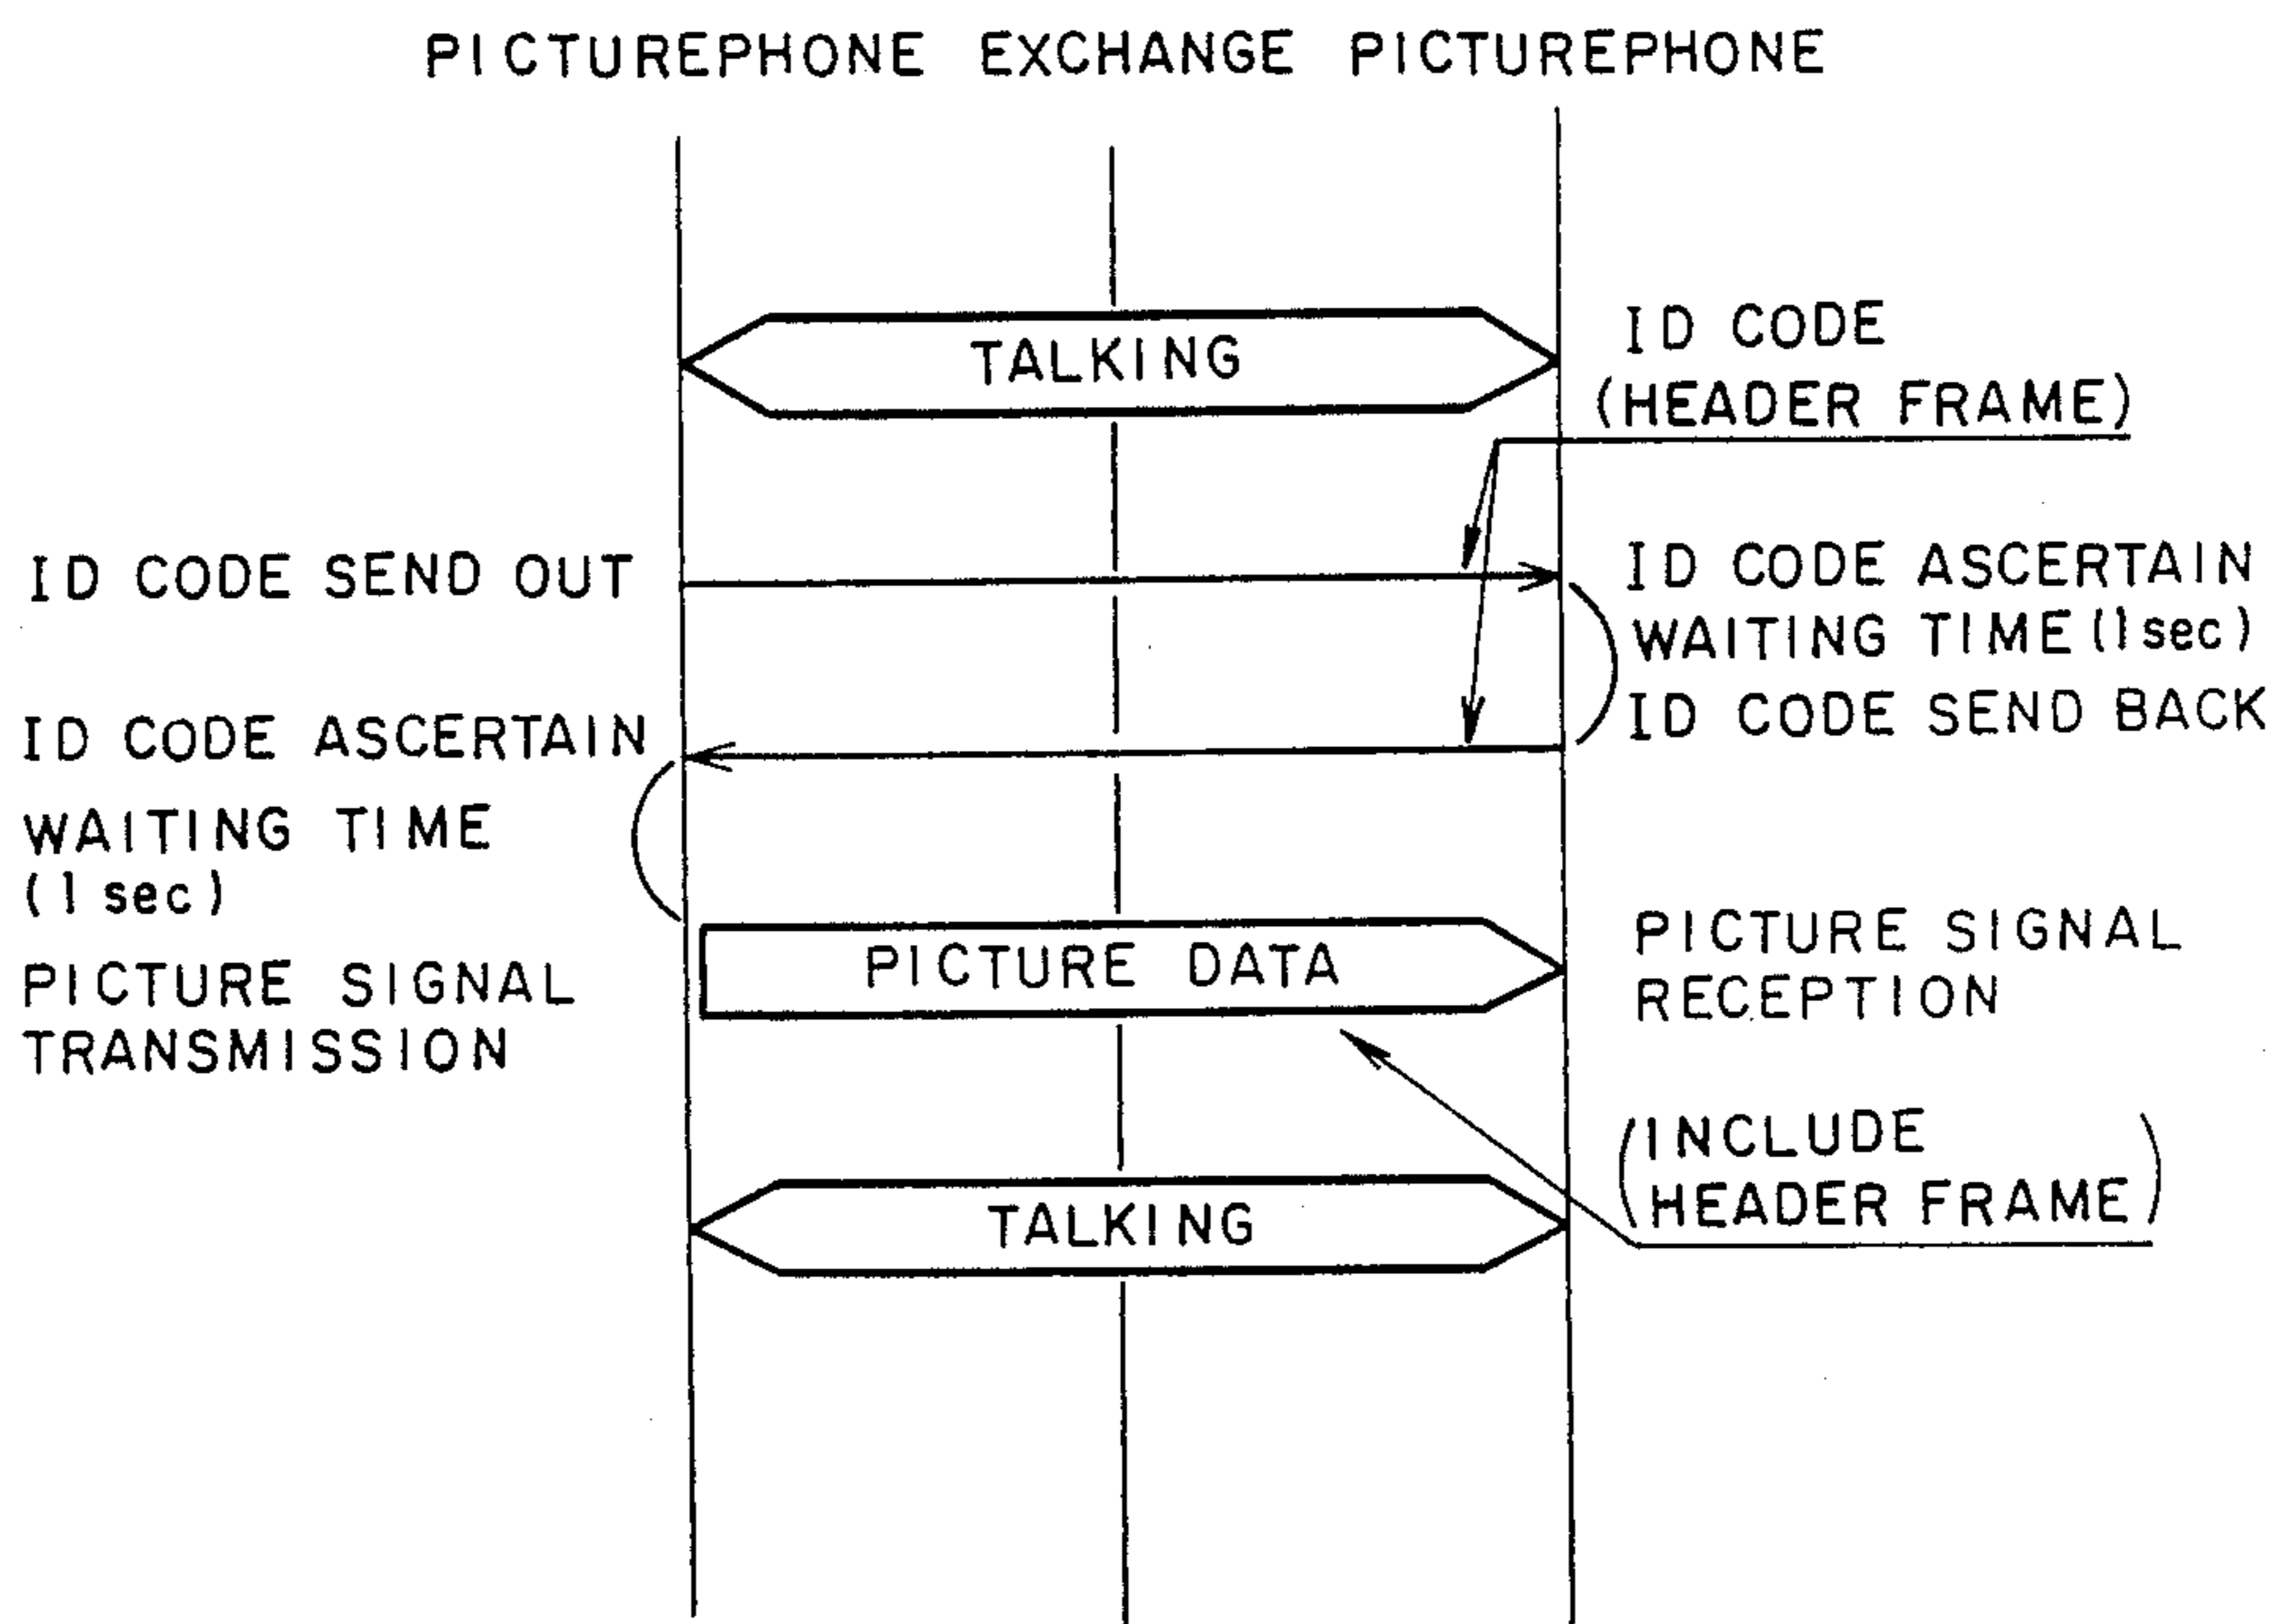 PICTUREPHONE EXCHANGE PICTUREPHONE
TALKING
ID CODE
(HEADER FRAME)
ID CODE SEND OUT
ID CODE ASCERTAIN
WAITING TIME (1 sec)
ID CODE SEND BACK
ID CODE ASCERTAIN
WAITING TIME
(1 sec)
PICTURE DATA
PICTURE SIGNAL
TRANSMISSION
PICTURE SIGNAL
RECEPTION
(INCLUDE
HEADER FRAME)
TALKING